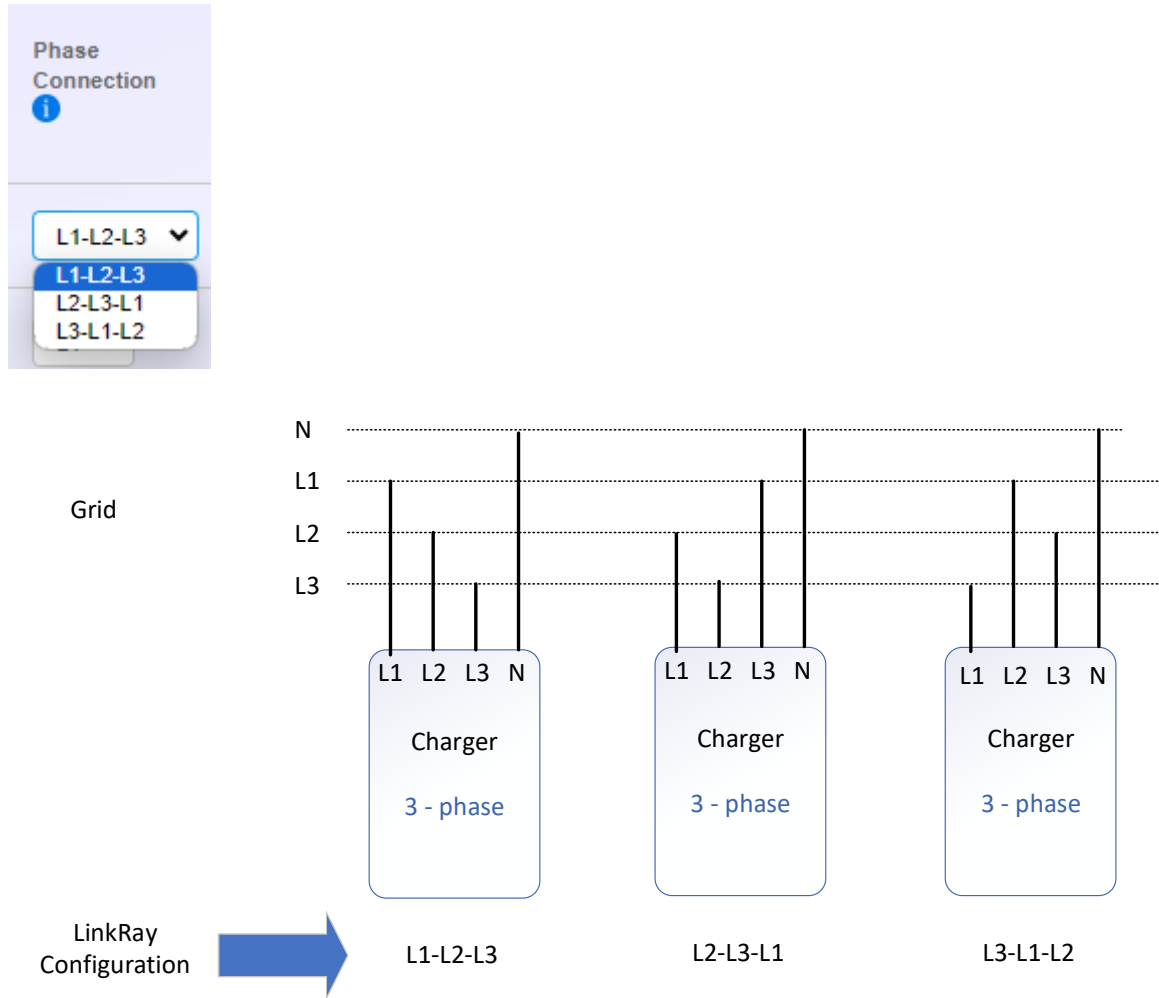 Phase
Connection
i
L1-L2-L3
L1-L2-L3
L2-L3-L1
L3-L1-L2
N
L1
Grid
L2
L3
L1 L2 L3 N
L1 L2 L3 N
L1 L2 L3 N
Charger
Charger
Charger
3 - phase
3 - phase
3 - phase
LinkRay
Configuration
L1-L2-L3
L2-L3-L1
L3-L1-L2